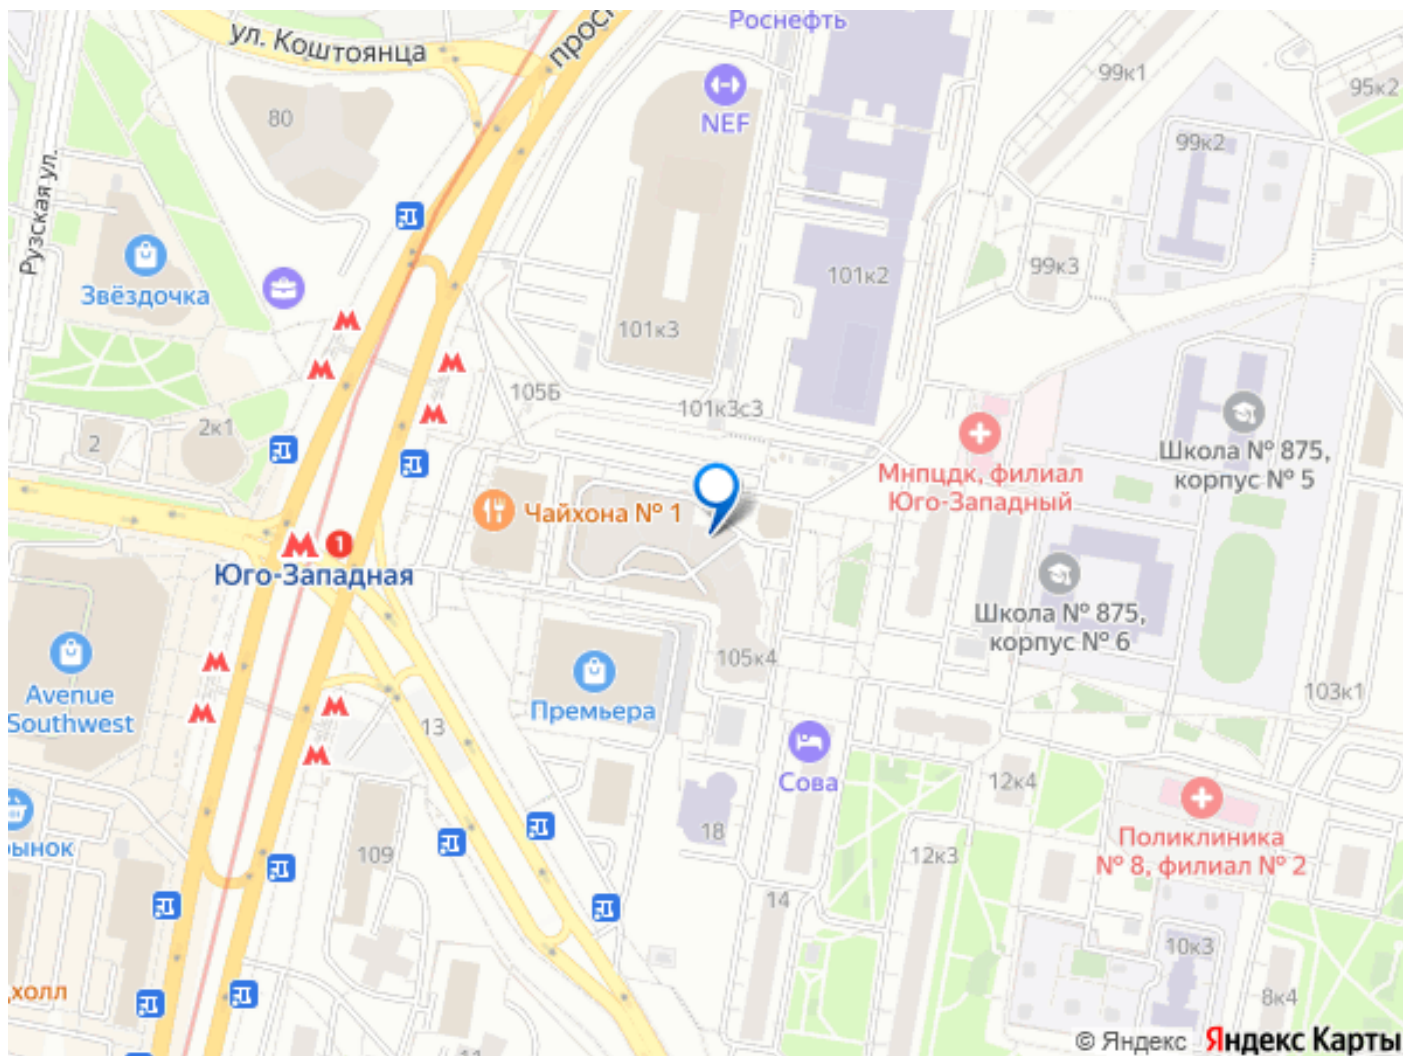 Роснефть
ул. Коштоянца
просп
99к1
95к2
NEF
80
99к2
Рузская ул.
99к3
101к2
Звёздочка
101к3
105Б
101к3с3
2к1
2
Школа № 875,
корпус № 5
Мнпцдк, филиал
Юго-Западный
Чайхона № 1
1
Юго-Западная
Школа № 875,
корпус № 6
105к4
Avenue
Southwest
Премьера
103к1
13
Сова
12к4
18
Поликлиника
№ 8, филиал № 2
ынок
109
12к3
14
10к3
холл
8к4
11
© Яндекс Яндекс Карты